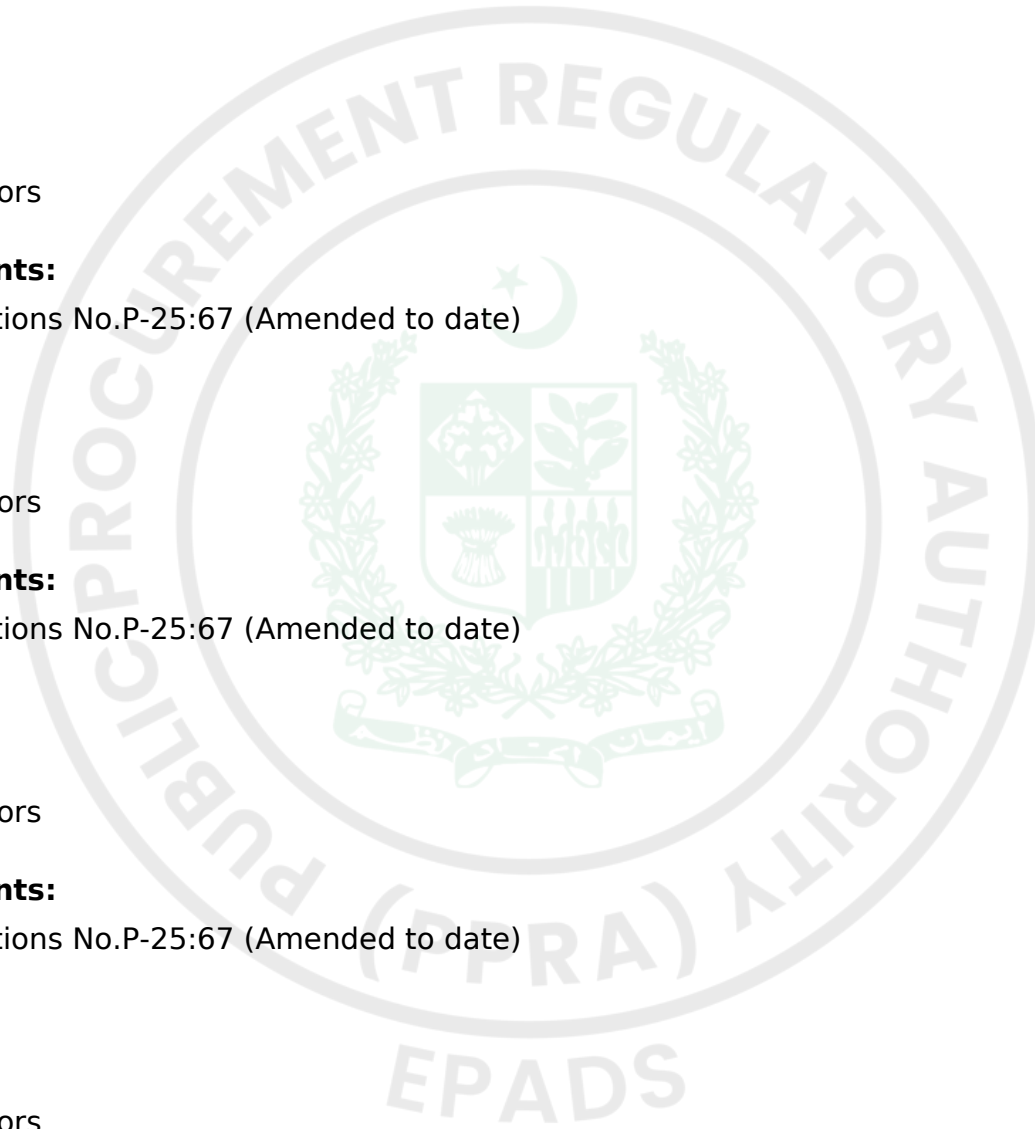 ors
nts:
tions No.P-25:67 (Amended to date)
ors
nts:
tions No.P-25:67 (Amended to date)
ors
nts:
tions No.P-25:67 (Amended to date)
ors
PUBLIC PROCUREMENT REGULATORY AUTHORITY
(PPRA)
EPADS